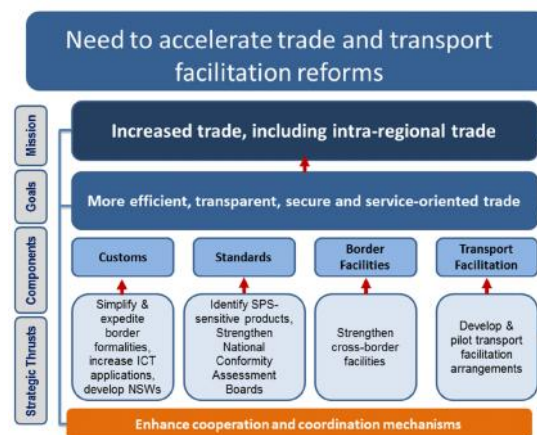 Need to accelerate trade and transport
facilitation reforms
Mission
Increased trade, including intra-regional trade
Goals
More efficient, transparent, secure and service-oriented trade
Components
Customs
Standards
Border
Facilities
Transport
Facilitation
Strategic Thrusts
Simplify &
expedite
border
formalities,
increase ICT
applications,
develop NSWs
Identify SPS-
sensitive products,
Strengthen
National
Conformity
Assessment
Boards
Strengthen
cross-border
facilities
Develop &
pilot transport
facilitation
arrangements
Enhance cooperation and coordination mechanisms